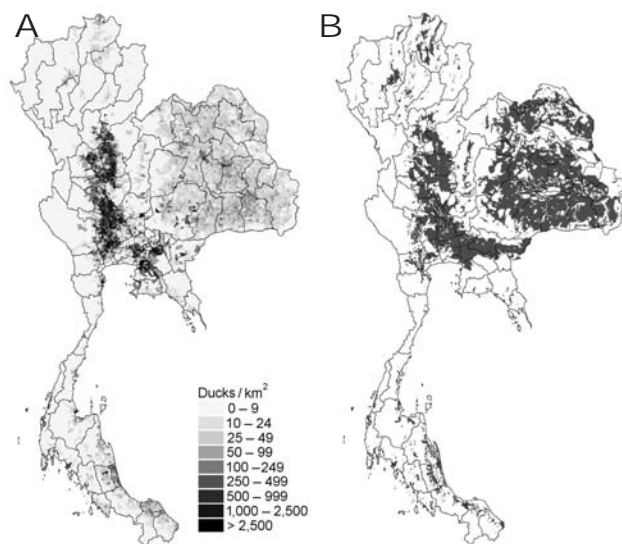 A
B
Ducks / km²
0 – 9
10 – 24
25 – 49
50 – 99
100 –249
250 – 499
500 – 999
1,000 – 2,500
> 2,500